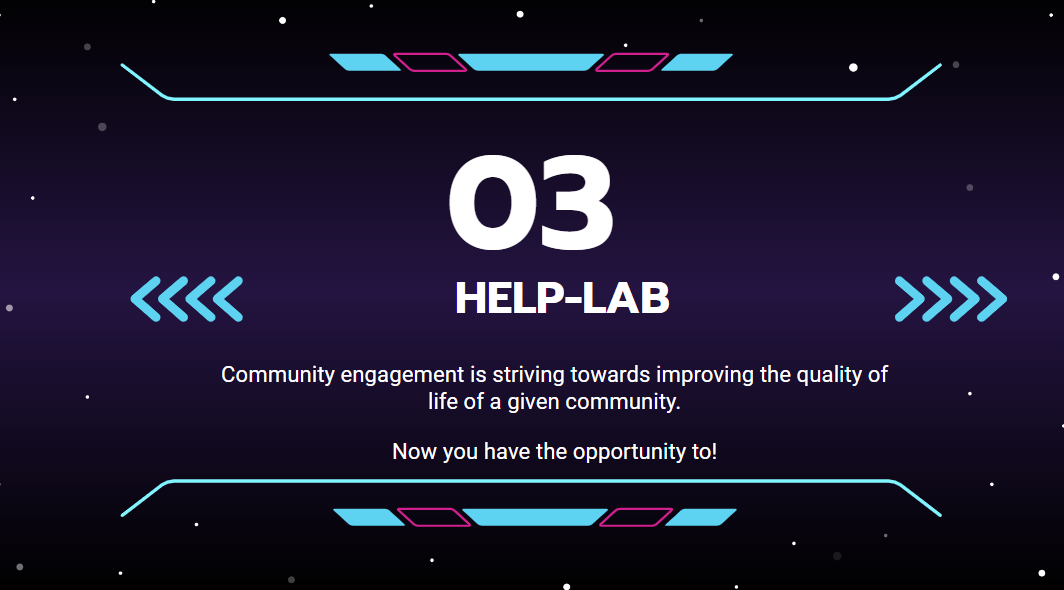 03
HELP-LAB
Community engagement is striving towards improving the quality of
life of a given community.
Now you have the opportunity to!